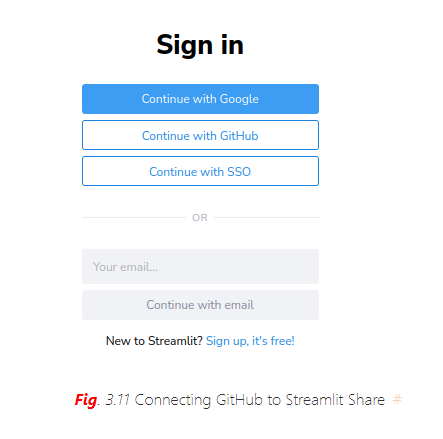 Sign in
Continue with Google
Continue with GitHub
Continue with SSO
OR
Your email...
Continue with email
New to Streamlit? Sign up, it's free!
Fig. 3.11 Connecting GitHub to Streamlit Share #